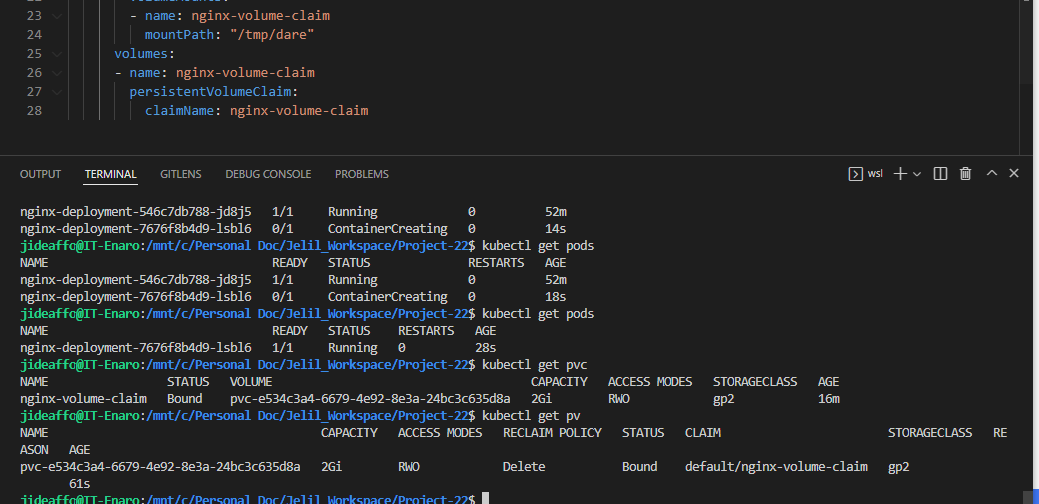 23 - name: nginx-volume-claim
24 mountPath: "/tmp/dare"
25 volumes:
26 - name: nginx-volume-claim
27 persistentVolumeClaim:
28 claimName: nginx-volume-claim
OUTPUT TERMINAL GITLENS DEBUG CONSOLE PROBLEMS wsl
nginx-deployment-546c7db788-jd8j5 1/1 Running 0 52m
nginx-deployment-7676f8b4d9-lsbl6 0/1 ContainerCreating 0 14s
jideaffo@IT-Enaro:/mnt/c/Personal Doc/Jelil_Workspace/Project-22$ kubectl get pods
NAME READY STATUS RESTARTS AGE
nginx-deployment-546c7db788-jd8j5 1/1 Running 0 52m
nginx-deployment-7676f8b4d9-lsbl6 0/1 ContainerCreating 0 18s
jideaffo@IT-Enaro:/mnt/c/Personal Doc/Jelil_Workspace/Project-22$ kubectl get pods
NAME READY STATUS RESTARTS AGE
nginx-deployment-7676f8b4d9-lsbl6 1/1 Running 0 28s
jideaffo@IT-Enaro:/mnt/c/Personal Doc/Jelil_Workspace/Project-22$ kubectl get pvc
NAME STATUS VOLUME CAPACITY ACCESS MODES STORAGECLASS AGE
nginx-volume-claim Bound pvc-e534c3a4-6679-4e92-8e3a-24bc3c635d8a 2Gi RWO gp2 16m
jideaffo@IT-Enaro:/mnt/c/Personal Doc/Jelil_Workspace/Project-22$ kubectl get pv
NAME CAPACITY ACCESS MODES RECLAIM POLICY STATUS CLAIM STORAGECLASS RE
ASON AGE
pvc-e534c3a4-6679-4e92-8e3a-24bc3c635d8a 2Gi RWO Delete Bound default/nginx-volume-claim gp2
61s
jideaffo@IT-Enaro:/mnt/c/Personal Doc/Jelil_Workspace/Project-22$